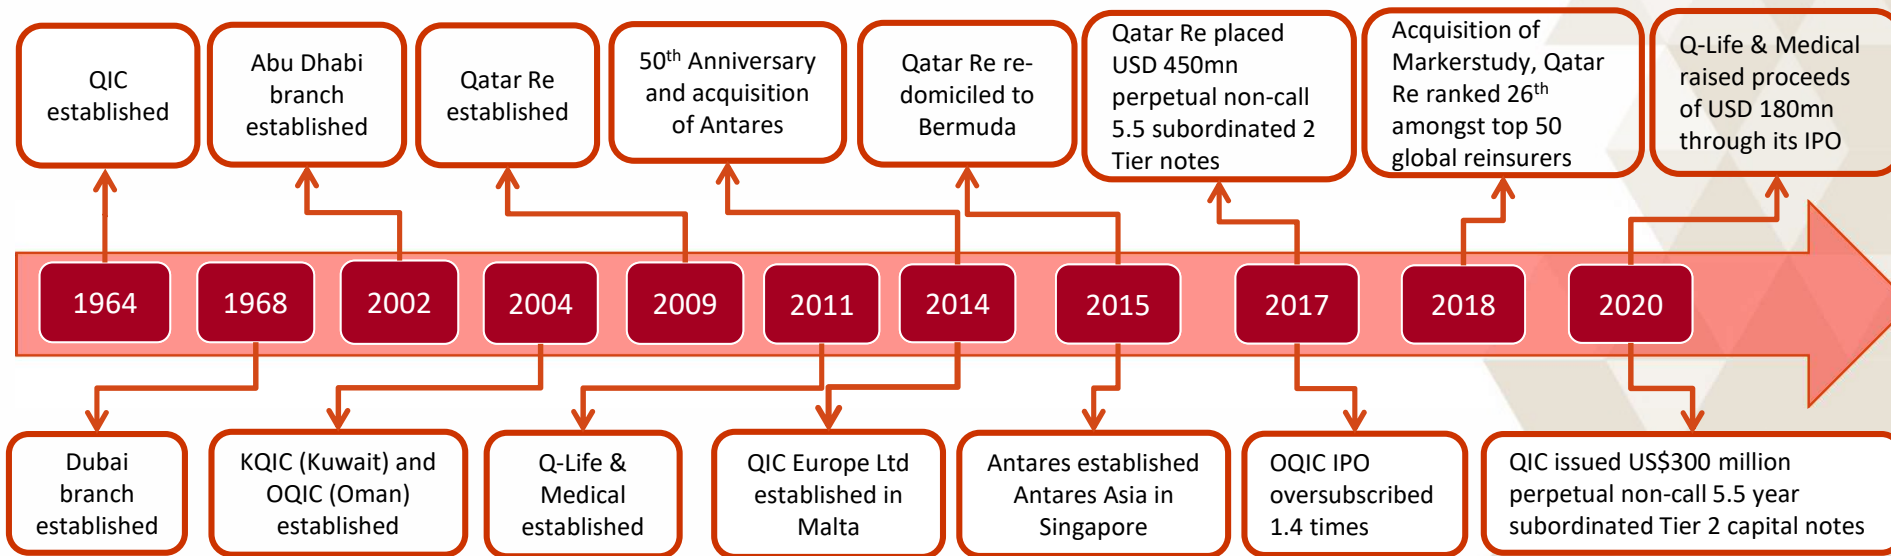 QIC
established
Abu Dhabi
branch
established
Qatar Re
established
50th Anniversary
and acquisition
of Antares
Qatar Re re-
domiciled to
Bermuda
Qatar Re placed
USD 450mn
perpetual non-call
5.5 subordinated 2
Tier notes
Acquisition of
Markerstudy, Qatar
Re ranked 26th
amongst top 50
global reinsurers
Q-Life & Medical
raised proceeds
of USD 180mn
through its IPO
1964
1968
2002
2004
2009
2011
2014
2015
2017
2018
2020
Dubai
branch
established
KQIC (Kuwait) and
OQIC (Oman)
established
Q-Life &
Medical
established
QIC Europe Ltd
established in
Malta
Antares established
Antares Asia in
Singapore
OQIC IPO
oversubscribed
1.4 times
QIC issued US$300 million
perpetual non-call 5.5 year
subordinated Tier 2 capital notes